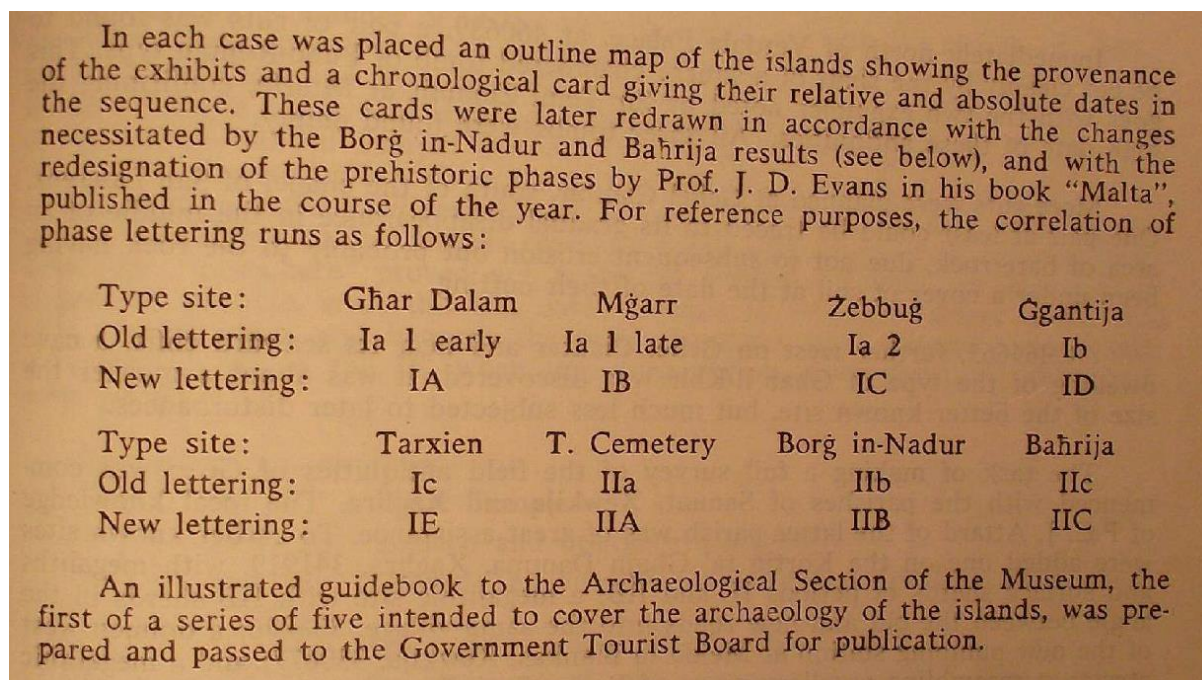 In each case was placed an outline map of the islands showing the provenance
of the exhibits and a chronological card giving their relative and absolute dates in
the sequence. These cards were later redrawn in accordance with the changes
necessitated by the Borġ in-Nadur and Baħrija results (see below), and with the
redesignation of the prehistoric phases by Prof. J. D. Evans in his book “Malta”,
published in the course of the year. For reference purposes, the correlation of
phase lettering runs as follows:
Type site: Għar Dalam Mġarr Żebbuġ Ġgantija
Old lettering: Ia 1 early Ia 1 late Ia 2 Ib
New lettering: IA IB IC ID
Type site: Tarxien T. Cemetery Borġ in-Nadur Baħrija
Old lettering: Ic IIa IIb IIc
New lettering: IE IIA IIB IIC
An illustrated guidebook to the Archaeological Section of the Museum, the
first of a series of five intended to cover the archaeology of the islands, was pre-
pared and passed to the Government Tourist Board for publication.